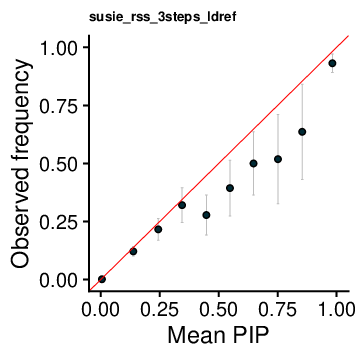 susie_rss_3steps_ldref
Observed frequency
1.00
0.75
0.50
0.25
0.00
0.00 0.25 0.50 0.75 1.00
Mean PIP